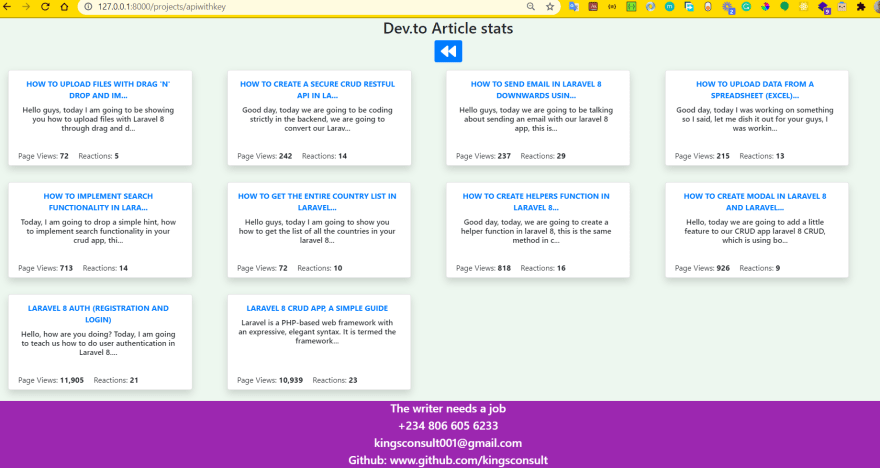 127.0.0.1:8000/projects/apiwithkey
Dev.to Article stats
HOW TO UPLOAD FILES WITH DRAG 'N'
DROP AND IM...
Hello guys, today I am going to be showing
you how to upload files with Laravel 8
through drag and d...
Page Views: 72 Reactions: 5
HOW TO CREATE A SECURE CRUD RESTFUL
API IN LA...
Good day, today we are going to be coding
strictly in the backend, we are going to
convert our Larav...
Page Views: 242 Reactions: 14
HOW TO SEND EMAIL IN LARAVEL 8
DOWNWARDS USIN...
Hello guys, today we are going to be talking
about sending an email with our laravel 8
app, this is...
Page Views: 237 Reactions: 29
HOW TO UPLOAD DATA FROM A
SPREADSHEET (EXCEL)...
Good day, today I was working on something
so I said, let me dish it out for your guys, I
was workin...
Page Views: 215 Reactions: 13
HOW TO IMPLEMENT SEARCH
FUNCTIONALITY IN LARA...
Today, I am going to drop a simple hint, how
to implement search functionality in your
crud app, thi...
Page Views: 713 Reactions: 14
HOW TO GET THE ENTIRE COUNTRY LIST IN
LARAVEL...
Hello guys, today I am going to show you
how to get the list of all the countries in your
laravel 8...
Page Views: 72 Reactions: 10
HOW TO CREATE HELPERS FUNCTION IN
LARAVEL 8...
Good day, today, we are going to create a
helper function in laravel 8, this is the same
method in c...
Page Views: 818 Reactions: 16
HOW TO CREATE MODAL IN LARAVEL 8
AND LARAVEL...
Hello, today we are going to add a little
feature to our CRUD app laravel 8 CRUD,
which is using bo...
Page Views: 926 Reactions: 9
LARAVEL 8 AUTH (REGISTRATION AND
LOGIN)
Hello, how are you doing? Today, I am going
to teach us how to do user authentication in
Laravel 8....
Page Views: 11,905 Reactions: 21
LARAVEL 8 CRUD APP, A SIMPLE GUIDE
Laravel is a PHP-based web framework with
an expressive, elegant syntax. It is termed the
framework...
Page Views: 10,939 Reactions: 23
The writer needs a job
+234 806 605 6233
kingsconsult001@gmail.com
Github: www.github.com/kingsconsult